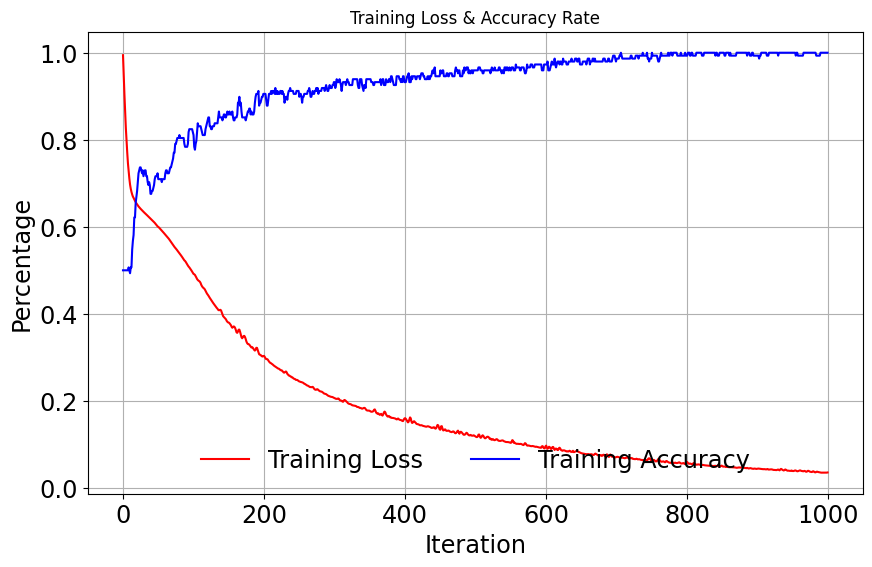 Training Loss & Accuracy Rate
1.0
0.8
0.6
0.4
0.2
0.0
Percentage
Training Loss Training Accuracy
0 200 400 600 800 1000
Iteration